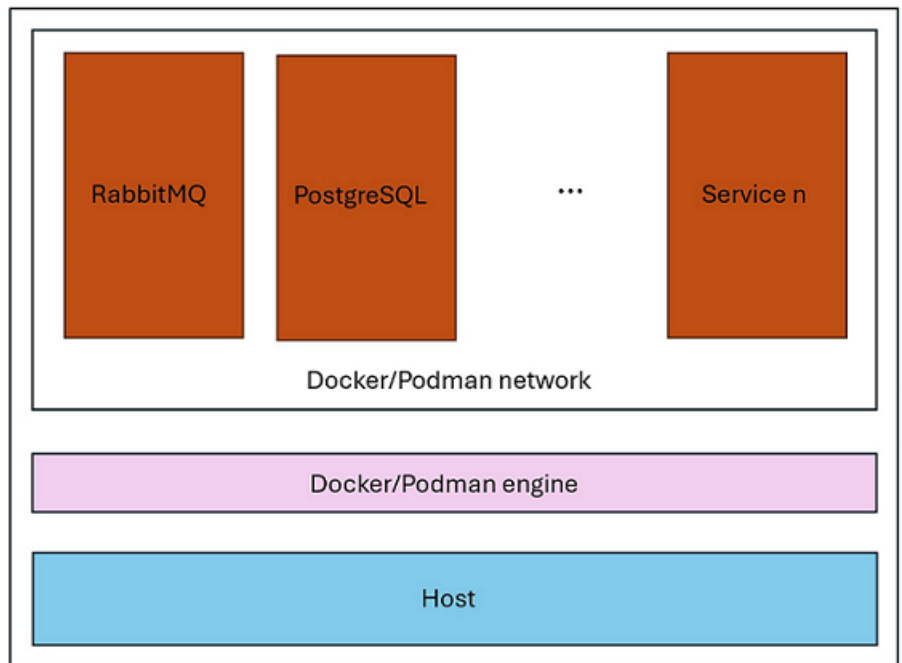 RabbitMQ
PostgreSQL
...
Service n
Docker/Podman network
Docker/Podman engine
Host